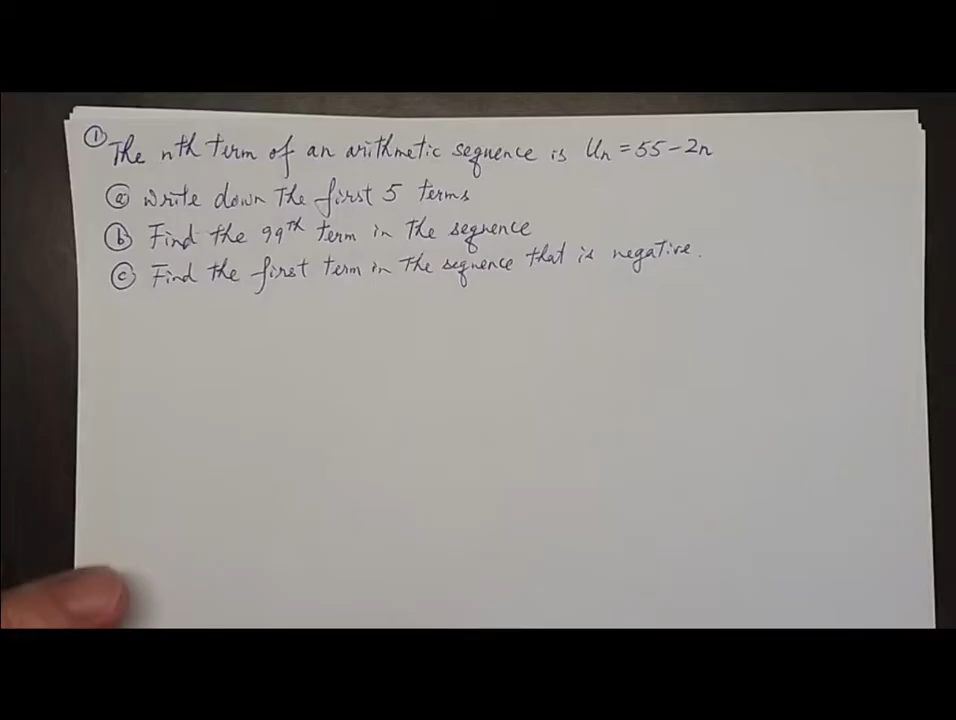 ① The nth term of an arithmetic sequence is Un = 55 - 2n
ⓐ Write down the first 5 terms
ⓑ Find the 99th term in the sequence
ⓒ Find the first term in the sequence that is negative.